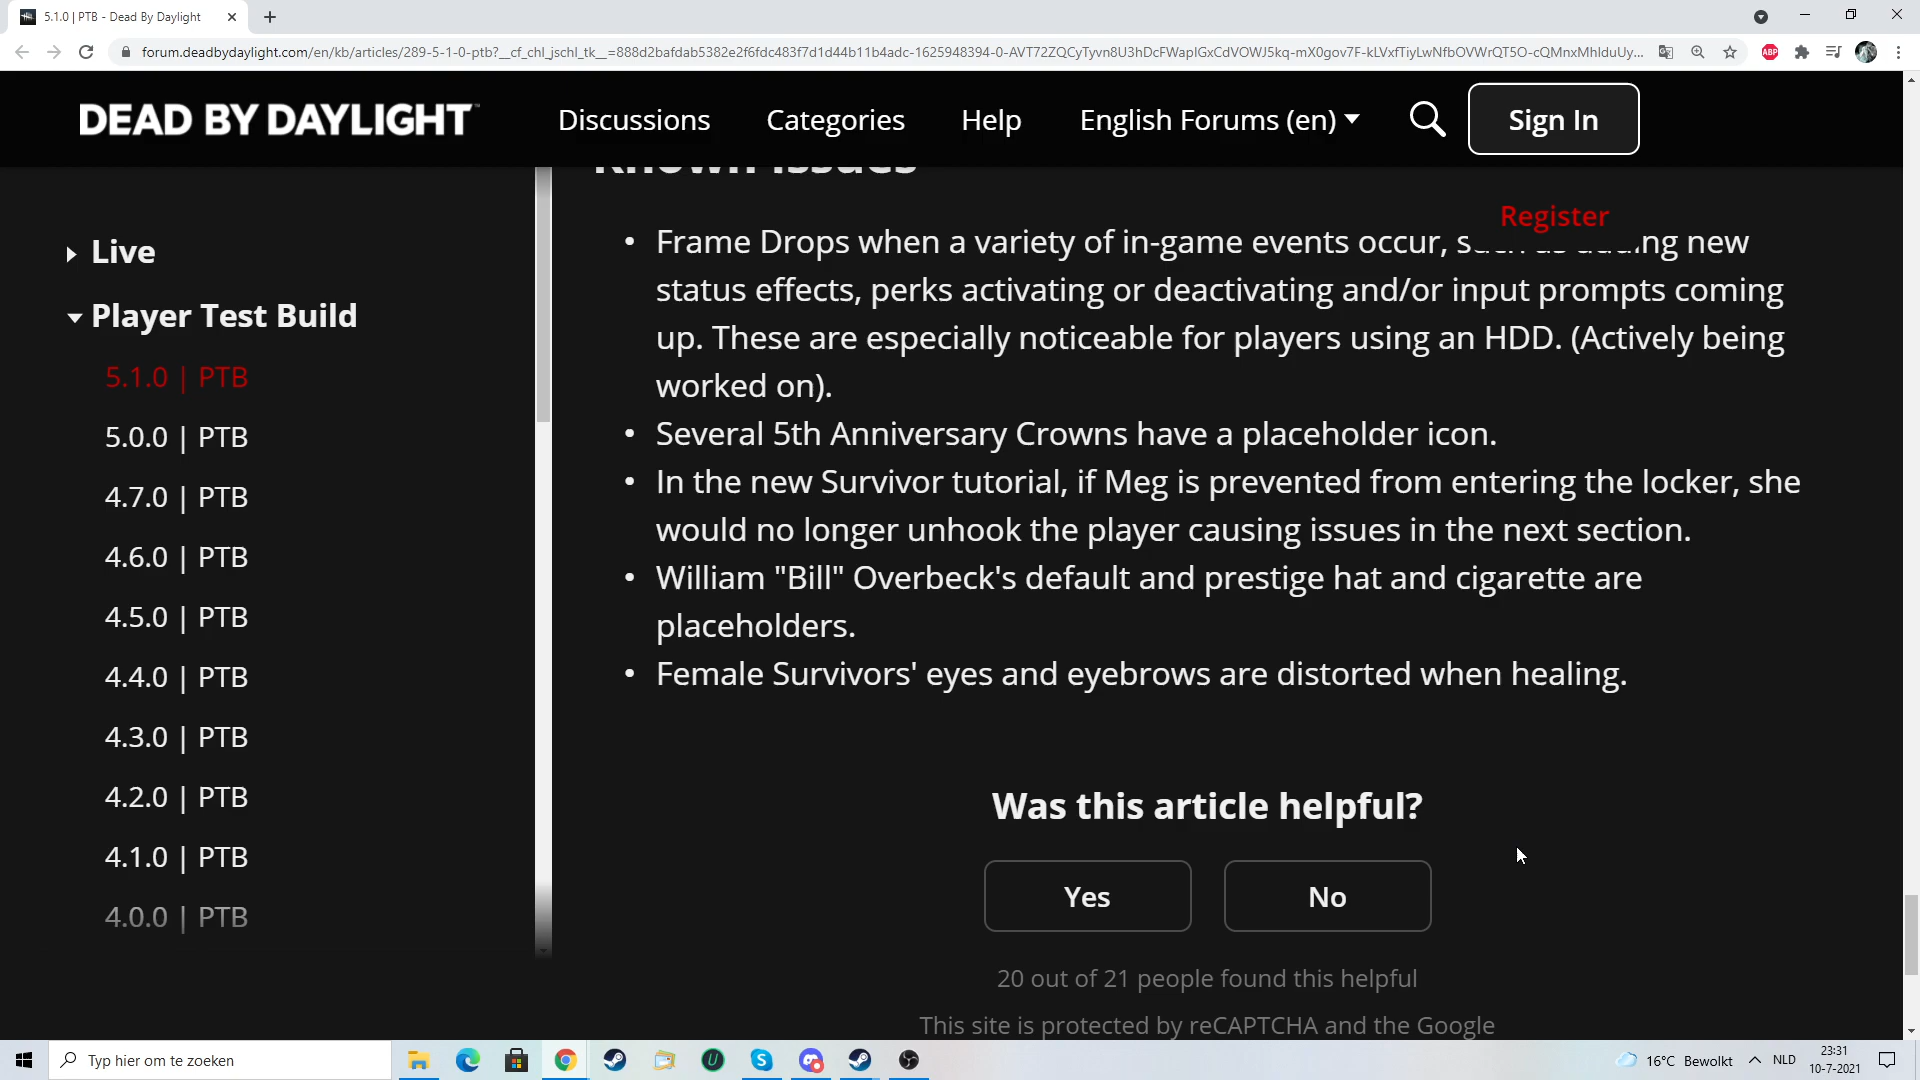 5.1.0 | PTB - Dead By Daylight
forum.deadbydaylight.com/en/kb/articles/289-5-1-0-ptb?__cf_chl_jschl_tk__=888d2bafdab5382e2f6fdc483f7d1d44b11b4adc-1625948394-0-AVT72ZQCyTyvn8U3hDcFWapIGxCdVOWJ5kq-mX0gov7F-kLVxfTiyLwNfbOVWrQT5O-cQMnxMhIduUy...
ABP
DEAD BY DAYLIGHT
Discussions
Categories
Help
English Forums (en)
Sign In
Register
Live
Player Test Build
5.1.0 | PTB
5.0.0 | PTB
4.7.0 | PTB
4.6.0 | PTB
4.5.0 | PTB
4.4.0 | PTB
4.3.0 | PTB
4.2.0 | PTB
4.1.0 | PTB
4.0.0 | PTB
Known Issues
• Frame Drops when a variety of in-game events occur, such as adding new
status effects, perks activating or deactivating and/or input prompts coming
up. These are especially noticeable for players using an HDD. (Actively being
worked on).
• Several 5th Anniversary Crowns have a placeholder icon.
• In the new Survivor tutorial, if Meg is prevented from entering the locker, she
would no longer unhook the player causing issues in the next section.
• William "Bill" Overbeck's default and prestige hat and cigarette are
placeholders.
• Female Survivors' eyes and eyebrows are distorted when healing.
Was this article helpful?
Yes
No
20 out of 21 people found this helpful
This site is protected by reCAPTCHA and the Google
Typ hier om te zoeken
16°C Bewolkt
NLD
23:31
10-7-2021